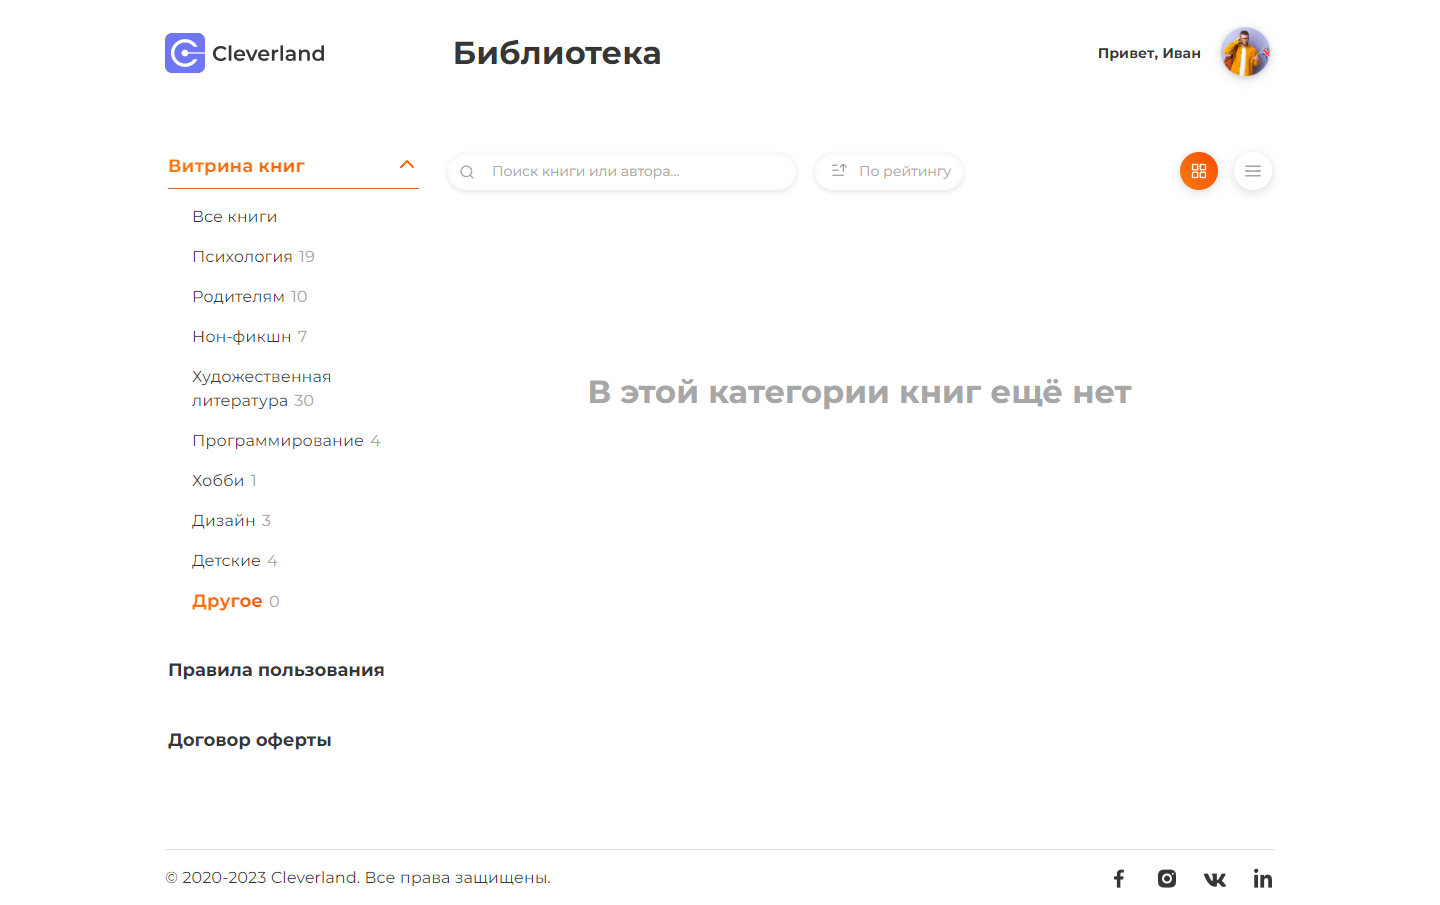 Cleverland
Библиотека
Привет, Иван
Витрина книг
Поиск книги или автора...
По рейтингу
Все книги
Психология 19
Родителям 10
Нон-фикшн 7
Художественная
литература 30
Программирование 4
Хобби 1
Дизайн 3
Детские 4
Другое 0
В этой категории книг ещё нет
Правила пользования
Договор оферты
© 2020-2023 Cleverland. Все права защищены.